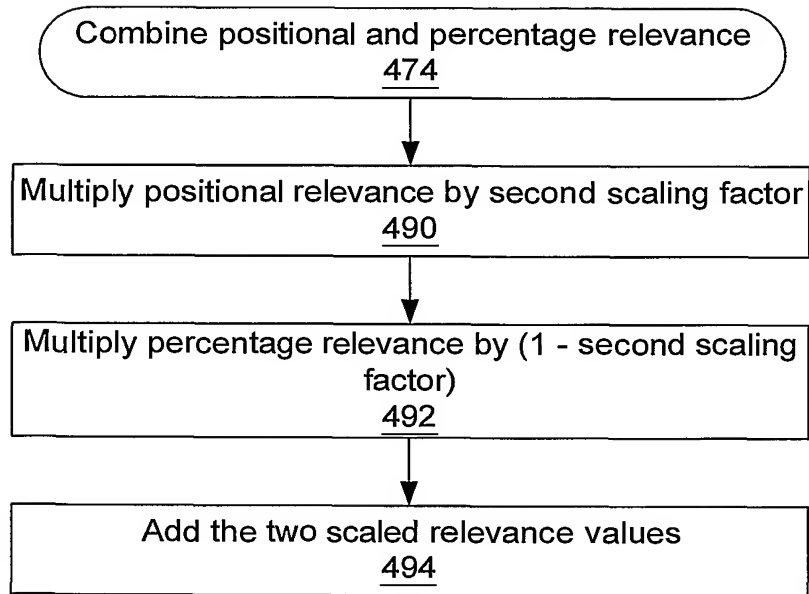 Combine positional and percentage relevance
474
Multiply positional relevance by second scaling factor
490
Multiply percentage relevance by (1 - second scaling
factor)
492
Add the two scaled relevance values
494